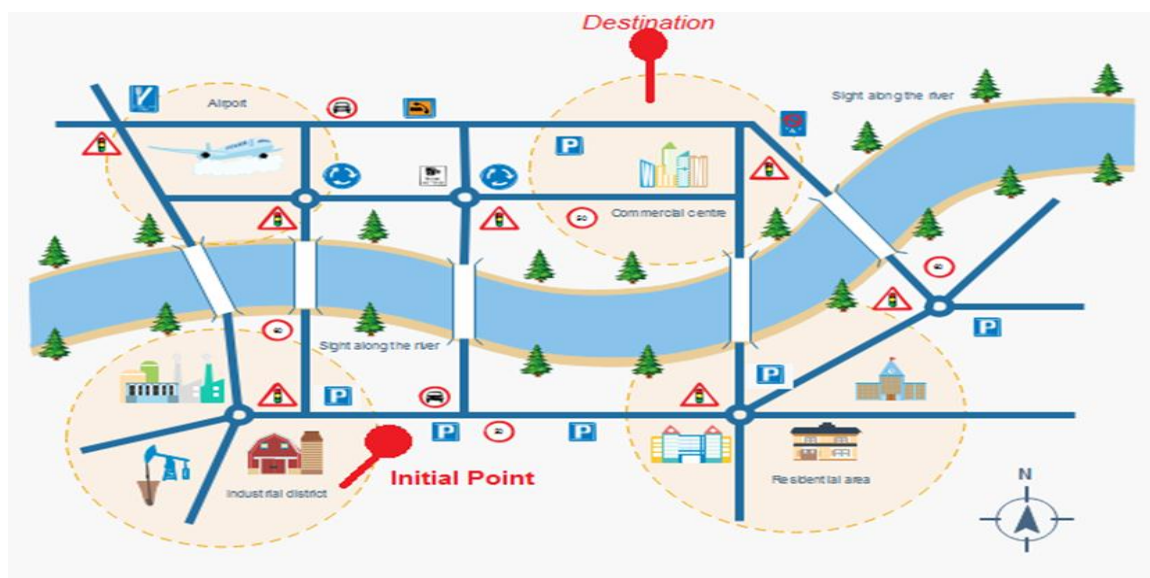 Destination
Sight along the river
Airport
P
Commercial centre
P
Sight along the river
P
P
P
P
N
Initial Point
Residential area
Industrial district